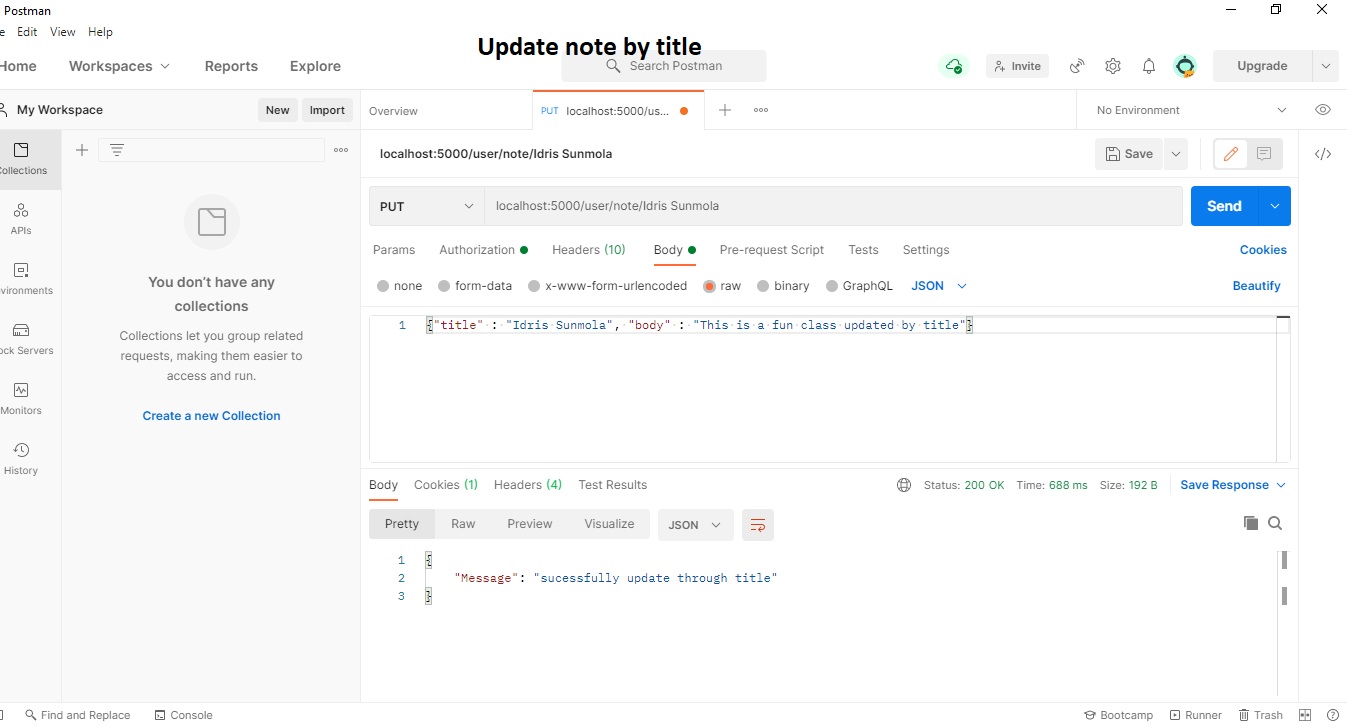 Postman
e Edit View Help
Update note by title
Home Workspaces Reports Explore Search Postman Invite Upgrade
My Workspace New Import Overview PUT localhost:5000/us... No Environment
Collections
localhost:5000/user/note/Idris Sunmola Save
PUT localhost:5000/user/note/Idris Sunmola Send
APIs
Params Authorization Headers (10) Body Pre-request Script Tests Settings Cookies
vironments
You don't have any
collections
none form-data x-www-form-urlencoded raw binary GraphQL JSON Beautify
1 {"title" : "Idris Sunmola", "body" : "This is a fun class updated by title"}
Collections let you group related
requests, making them easier to
access and run.
ock Servers
Create a new Collection
Monitors
History
Body Cookies (1) Headers (4) Test Results Status: 200 OK Time: 688 ms Size: 192 B Save Response
Pretty Raw Preview Visualize JSON
1 {
2 "Message": "sucessfully update through title"
3 }
Find and Replace Console Bootcamp Runner Trash